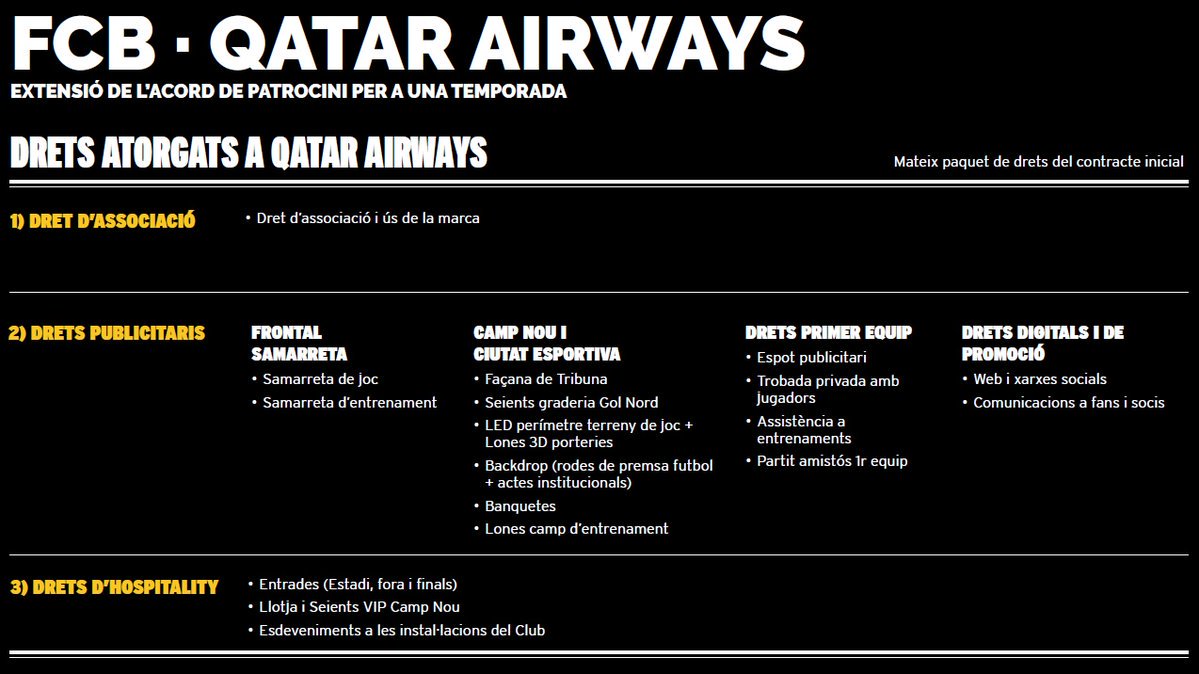 FCB · QATAR AIRWAYS
EXTENSIÓ DE L'ACORD DE PATROCINI PER A UNA TEMPORADA
DRETS ATORGATS A QATAR AIRWAYS
Mateix paquet de drets del contracte inicial
1) DRET D'ASSOCIACIÓ
• Dret d'associació i ús de la marca
2) DRETS PUBLICITARIS
FRONTAL
SAMARRETA
• Samarreta de joc
• Samarreta d'entrenament
CAMP NOU I
CIUTAT ESPORTIVA
• Façana de Tribuna
• Seients graderia Gol Nord
• LED perímetre terreny de joc +
Lones 3D porteries
• Backdrop (rodes de premsa futbol
+ actes institucionals)
• Banquetes
• Lones camp d'entrenament
DRETS PRIMER EQUIP
• Espot publicitari
• Trobada privada amb
jugadors
• Assistència a
entrenaments
• Partit amistós 1r equip
DRETS DIGITALS I DE
PROMOCIÓ
• Web i xarxes socials
• Comunicacions a fans i socis
3) DRETS D'HOSPITALITY
• Entrades (Estadi, fora i finals)
• Llotja i Seients VIP Camp Nou
• Esdeveniments a les instal·lacions del Club